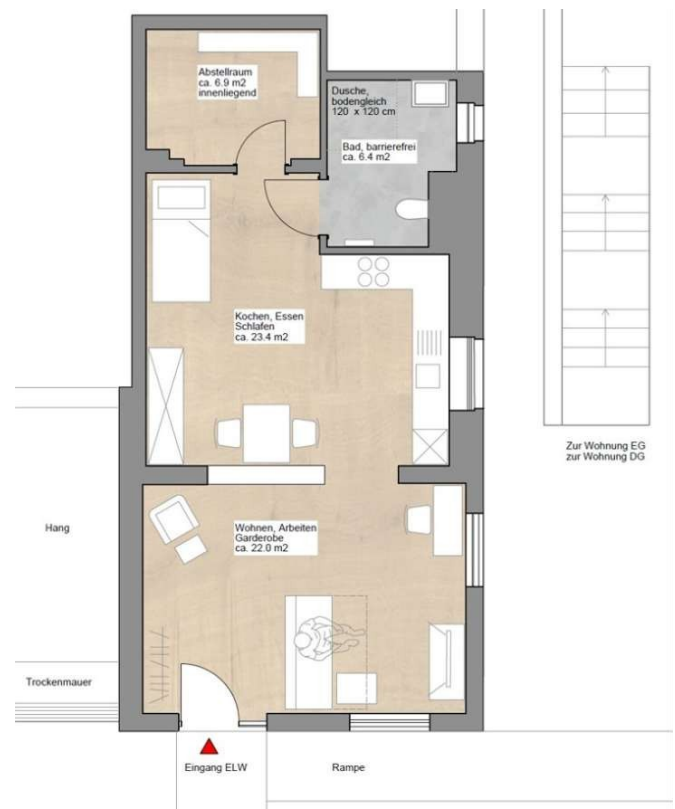 Abstellraum
ca. 6.9 m2
innenliegend
Dusche,
bodengleich
120 x 120 cm
Bad, barrierefrei
ca. 6.4 m2
Kochen, Essen
Schlafen
ca. 23.4 m2
Zur Wohnung EG
zur Wohnung DG
Hang
Wohnen, Arbeiten
Garderobe
ca. 22.0 m2
Trockenmauer
Eingang ELW
Rampe